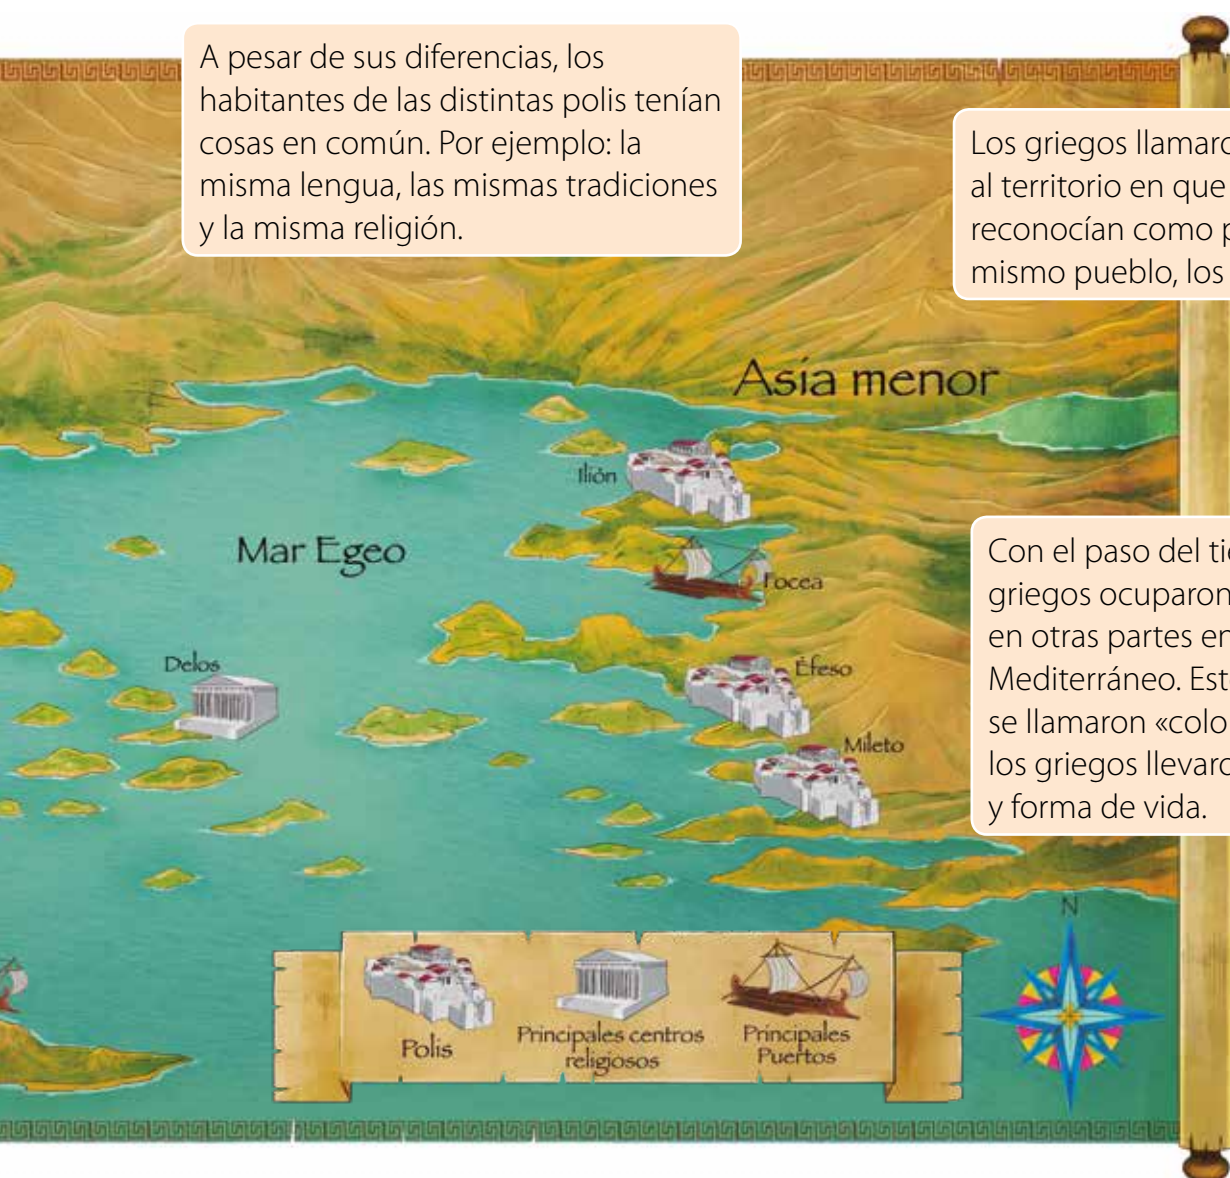 A pesar de sus diferencias, los
habitantes de las distintas polis tenían
cosas en común. Por ejemplo: la
misma lengua, las mismas tradiciones
y la misma religión.
Los griegos llamaro
al territorio en que
reconocían como p
mismo pueblo, los
Asia menor
Ilión
Mar Egeo
Focea
Delos
Éfeso
Mileto
Con el paso del tie
griegos ocuparon
en otras partes en
Mediterráneo. Est
se llamaron «colo
los griegos llevaro
y forma de vida.
N
Polis
Principales centros
religiosos
Principales
Puertos